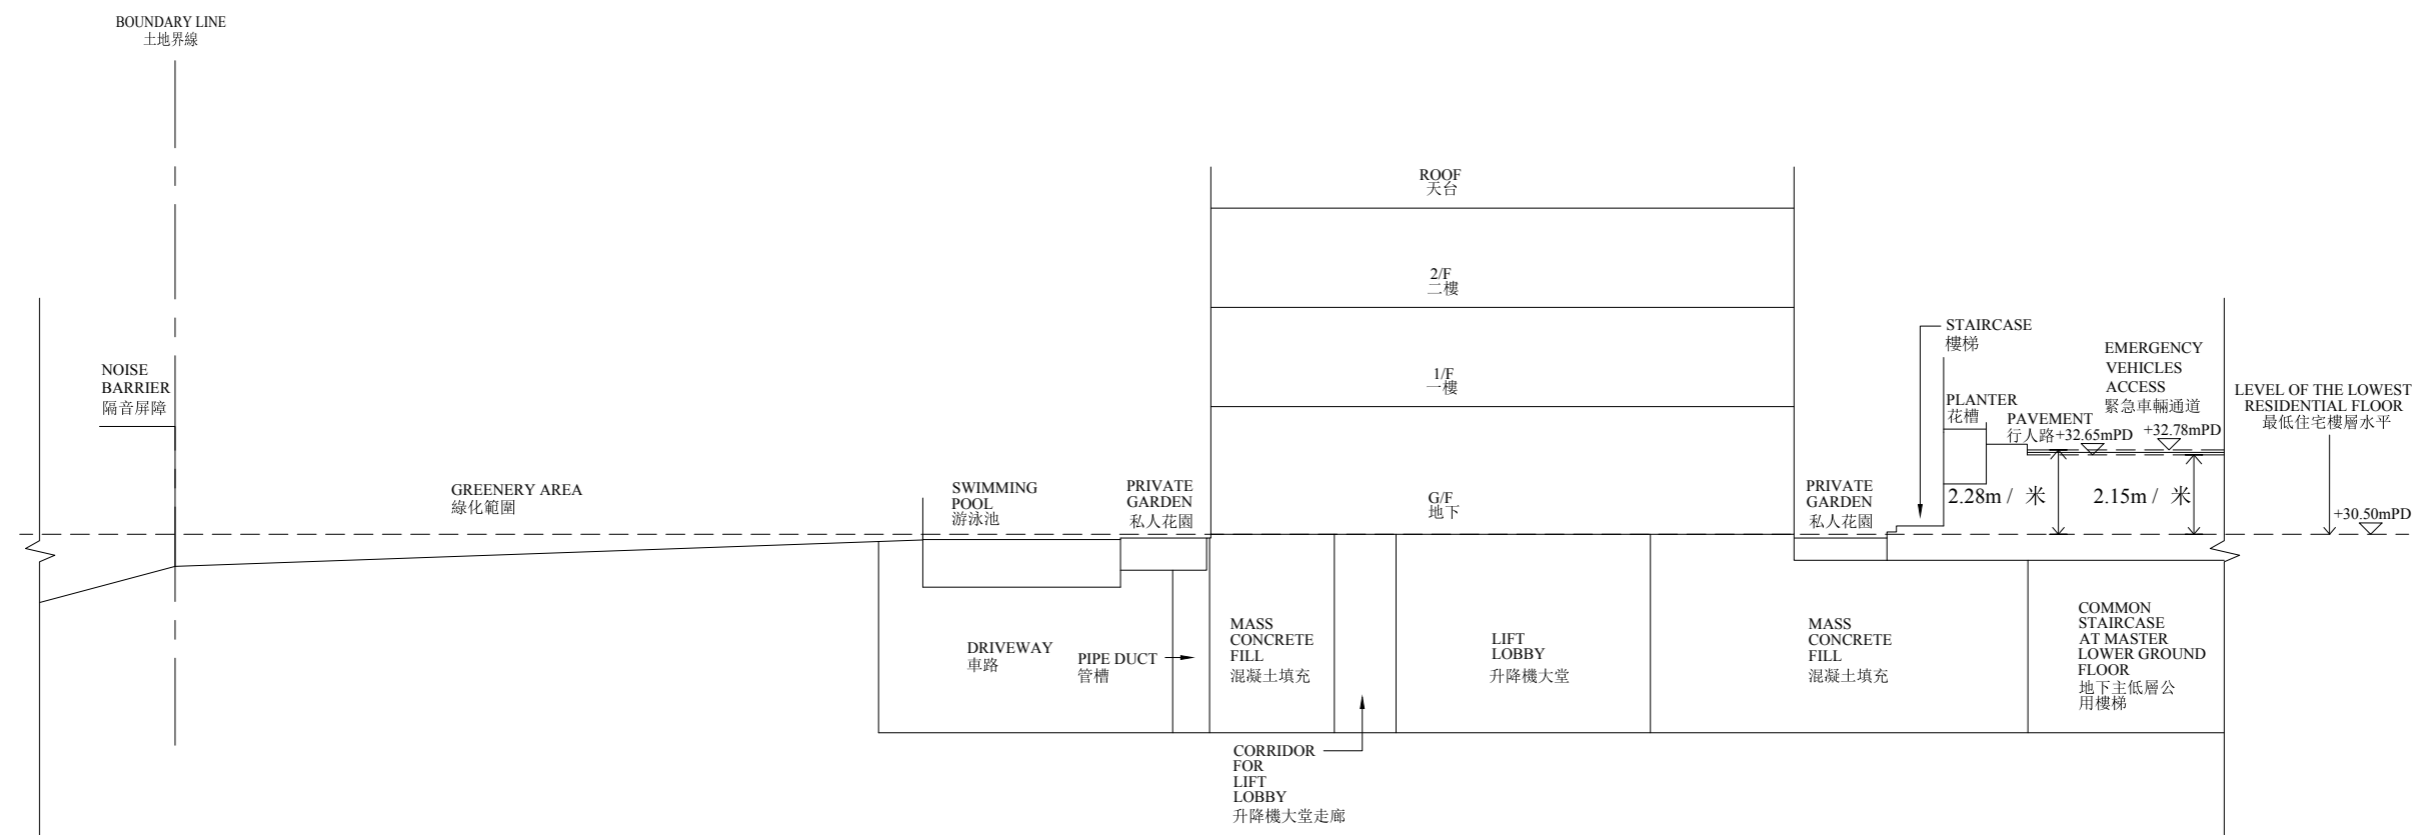 BOUNDARY LINE
土地界線
ROOF
天台
2/F
二樓
1/F
一樓
G/F
地下
NOISE
BARRIER
隔音屏障
GREENERY AREA
綠化範圍
SWIMMING
POOL
游泳池
PRIVATE
GARDEN
私人花園
PRIVATE
GARDEN
私人花園
STAIRCASE
樓梯
PLANTER
花槽
PAVEMENT
行人路
+32.65mPD
EMERGENCY
VEHICLES
ACCESS
緊急車輛通道
+32.78mPD
2.28m / 米
2.15m / 米
LEVEL OF THE LOWEST
RESIDENTIAL FLOOR
最低住宅樓層水平
+30.50mPD
DRIVEWAY
車路
PIPE DUCT
管槽
MASS
CONCRETE
FILL
混凝土填充
CORRIDOR
FOR
LIFT
LOBBY
升降機大堂走廊
LIFT
LOBBY
升降機大堂
MASS
CONCRETE
FILL
混凝土填充
COMMON
STAIRCASE
AT MASTER
LOWER GROUND
FLOOR
地下主低層公
用樓梯